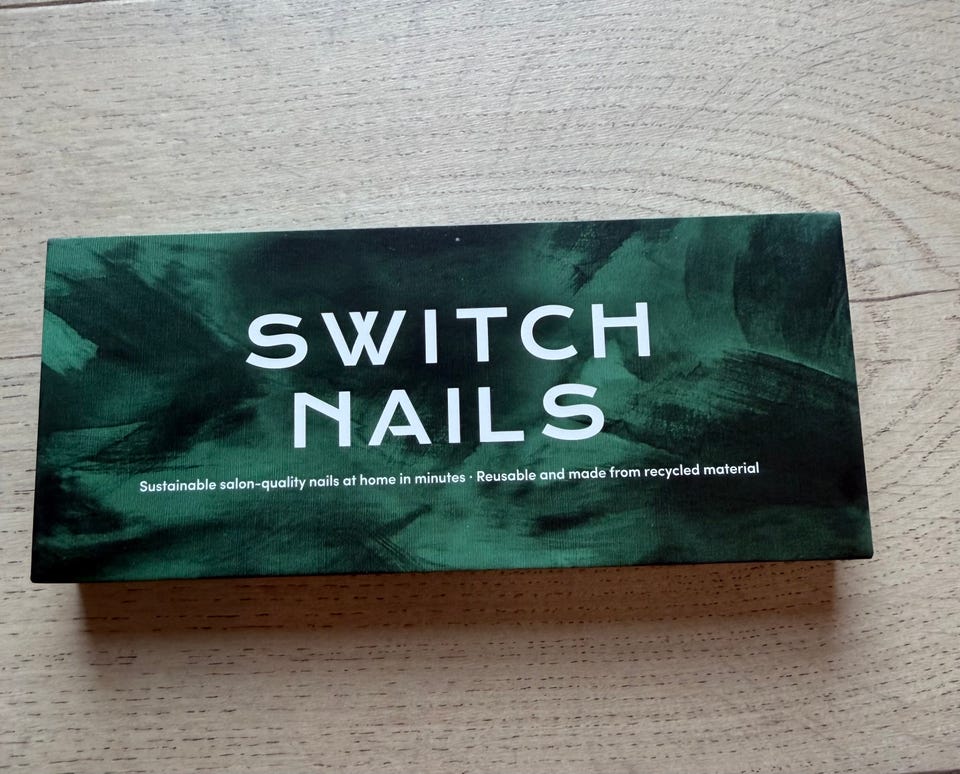 SWITCH
NAILS
Sustainable salon-quality nails at home in minutes · Reusable and made from recycled material